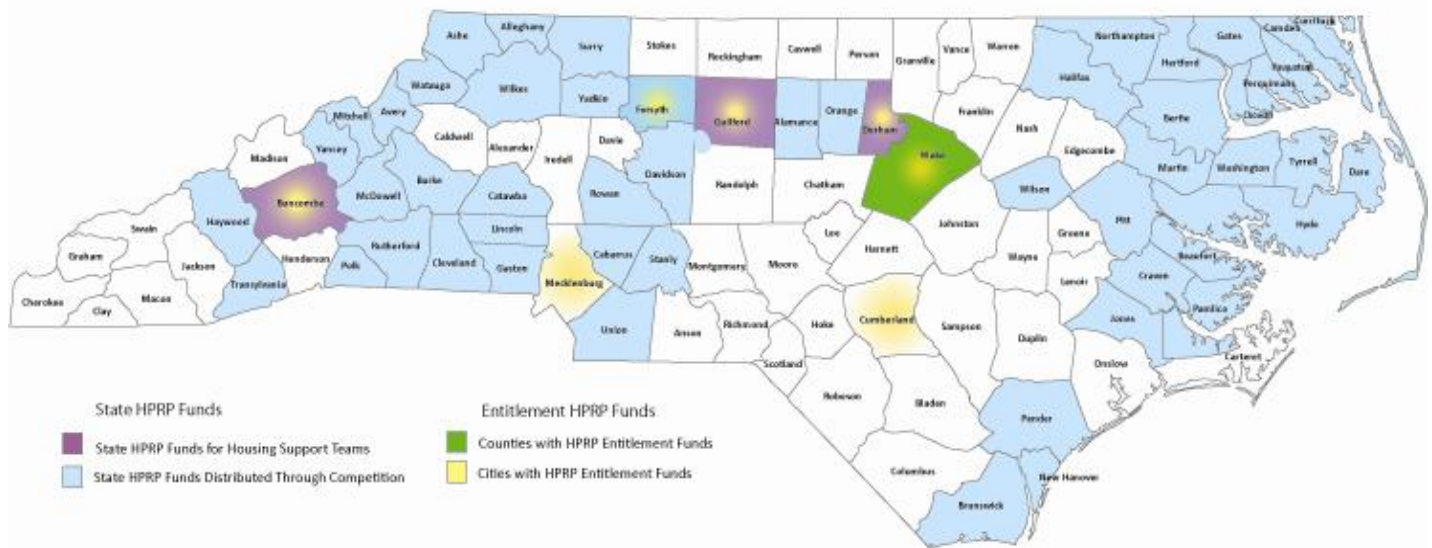 Ashe
Alleghany
Surry
Stokes
Rockingham
Caswell
Person
Granville
Vance
Warren
Northampton
Gates
Camden
Currituck
Halifax
Hertford
Perquimans
Chowan
Watauga
Wilkes
Yadkin
Forsyth
Guilford
Alamance
Orange
Durham
Franklin
Nash
Edgecombe
Bertie
Mitchell
Avery
Caldwell
Alexander
Iredell
Davie
Davidson
Randolph
Chatham
Wake
Wilson
Martin
Washington
Tyrrell
Dare
Madison
Yancey
Buncombe
McDowell
Burke
Catawba
Rowan
Johnston
Pitt
Hyde
Beaufort
Haywood
Rutherford
Lincoln
Cabarrus
Stanly
Montgomery
Moore
Lee
Harnett
Wayne
Greene
Lenoir
Craven
Pamlico
Swain
Graham
Jackson
Henderson
Polk
Cleveland
Gaston
Mecklenburg
Cherokee
Clay
Macon
Transylvania
Union
Anson
Richmond
Scotland
Hoke
Cumberland
Sampson
Duplin
Jones
Onslow
Carteret
Robeson
Bladen
Pender
Columbus
Brunswick
New Hanover
State HPRP Funds
State HPRP Funds for Housing Support Teams
State HPRP Funds Distributed Through Competition
Entitlement HPRP Funds
Counties with HPRP Entitlement Funds
Cities with HPRP Entitlement Funds